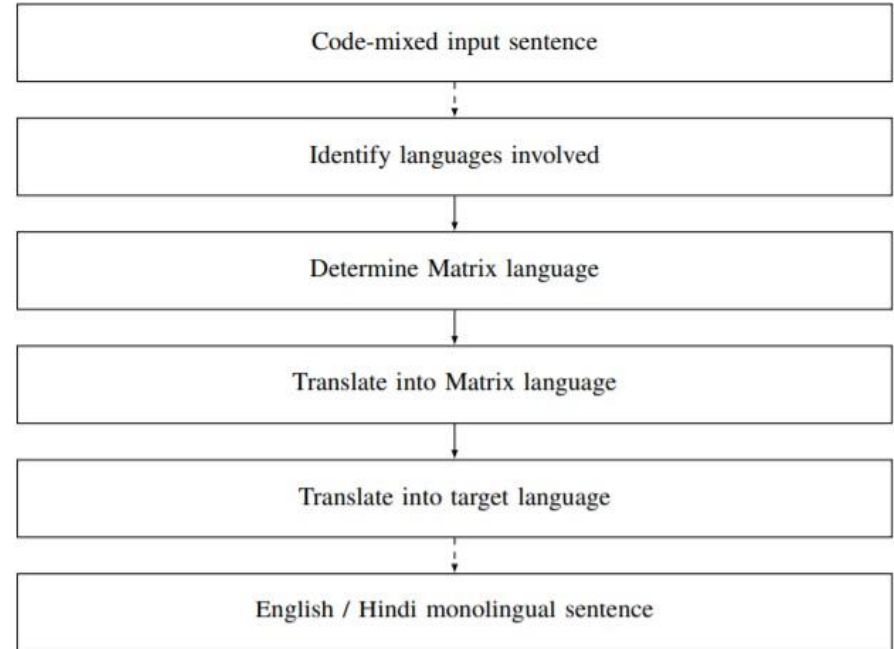 Code-mixed input sentence
Identify languages involved
Determine Matrix language
Translate into Matrix language
Translate into target language
English / Hindi monolingual sentence